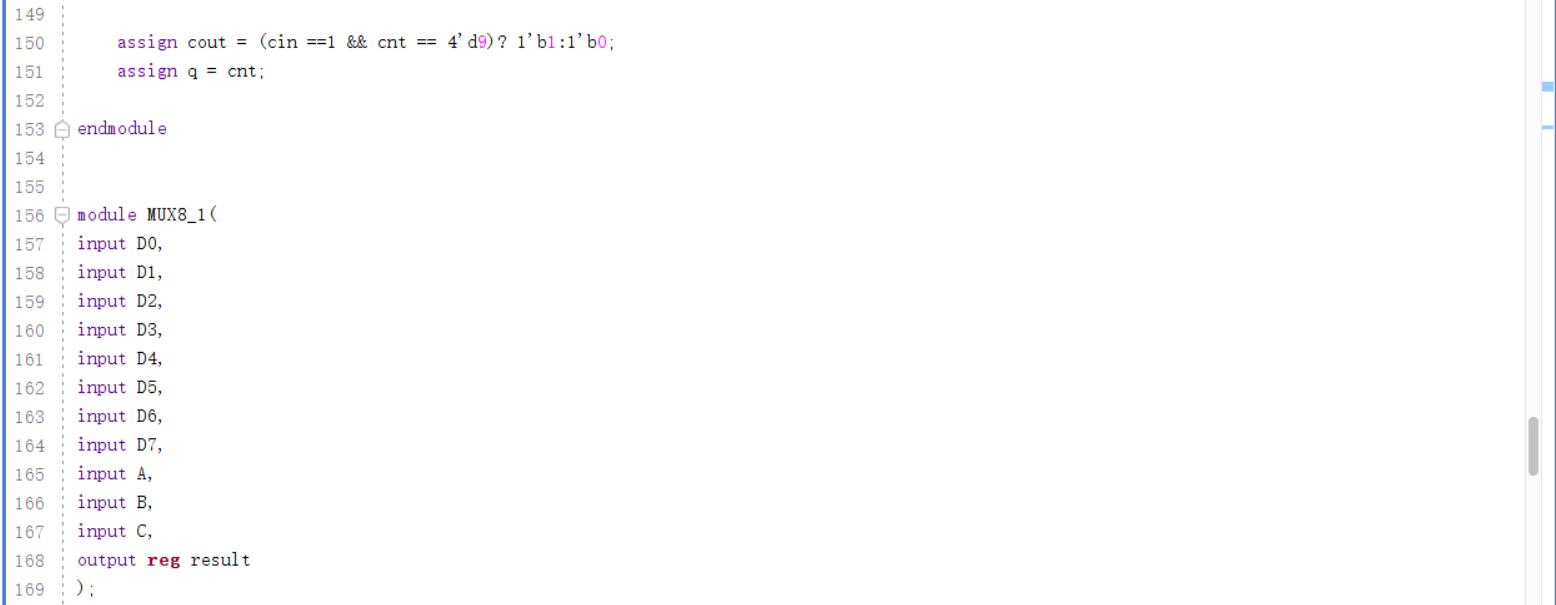 149
150 assign cout = (cin ==1 && cnt == 4'd9)? 1'b1:1'b0;
151 assign q = cnt;
152
153 endmodule
154
155
156 module MUX8_1(
157 input D0,
158 input D1,
159 input D2,
160 input D3,
161 input D4,
162 input D5,
163 input D6,
164 input D7,
165 input A,
166 input B,
167 input C,
168 output reg result
169 );